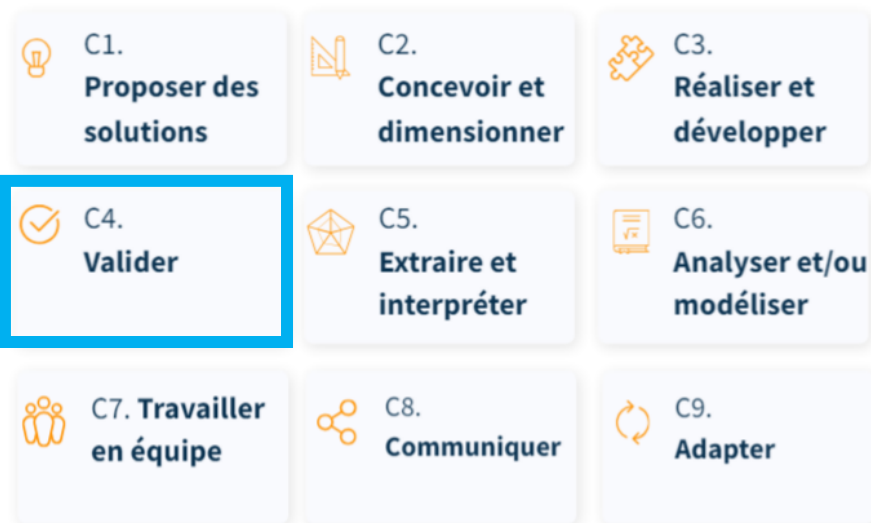 C1.
Proposer des
solutions
C2.
Concevoir et
dimensionner
C3.
Réaliser et
développer
C4.
Valider
C5.
Extraire et
interpréter
C6.
Analyser et/ou
modéliser
C7. Travailler
en équipe
C8.
Communiquer
C9.
Adapter